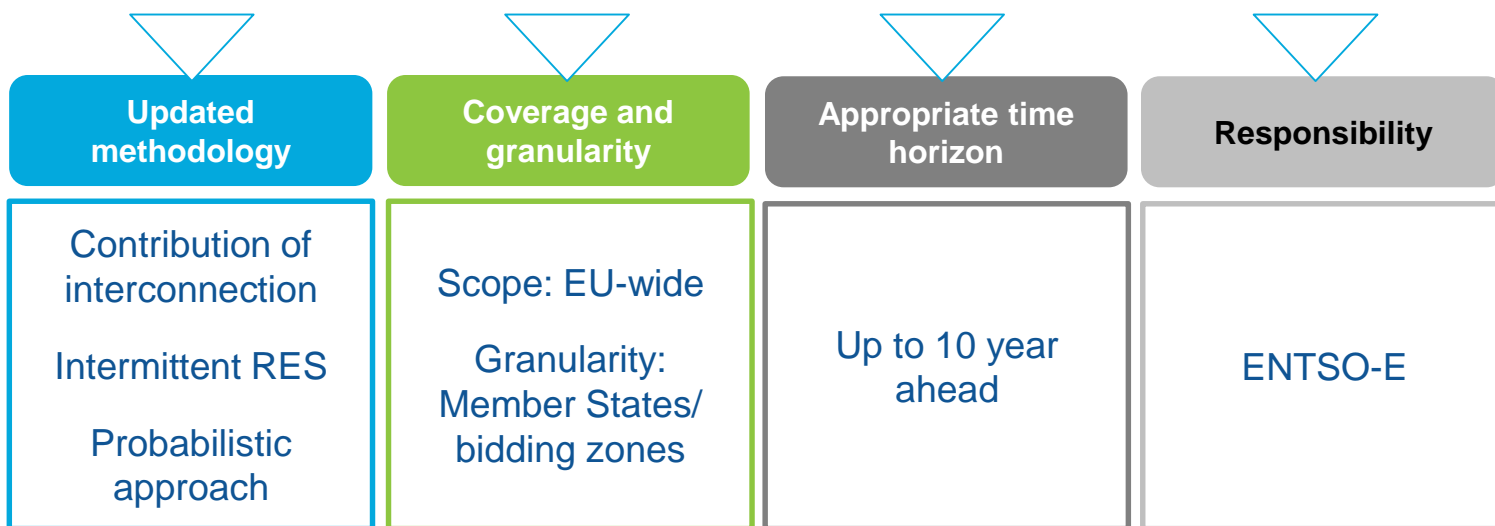 Updated
methodology
Contribution of
interconnection
Intermittent RES
Probabilistic
approach
Coverage and
granularity
Scope: EU-wide
Granularity:
Member States/
bidding zones
Appropriate time
horizon
Up to 10 year
ahead
Responsibility
ENTSO-E